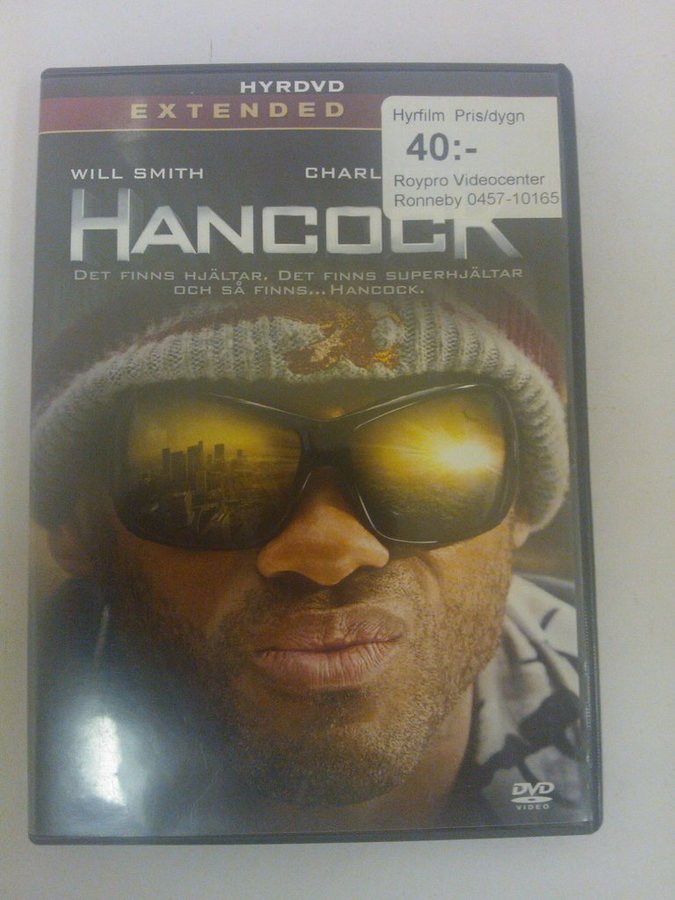 HYRDVD
EXTENDED
Hyrfilm Pris/dygn
40:-
Roypro Videocenter
Ronneby 0457-10165
WILL SMITH CHARL
HANCOCK
DET FINNS HJÄLTAR. DET FINNS SUPERHJÄLTAR
OCH SÅ FINNS...HANCOCK.
DVD
VIDEO